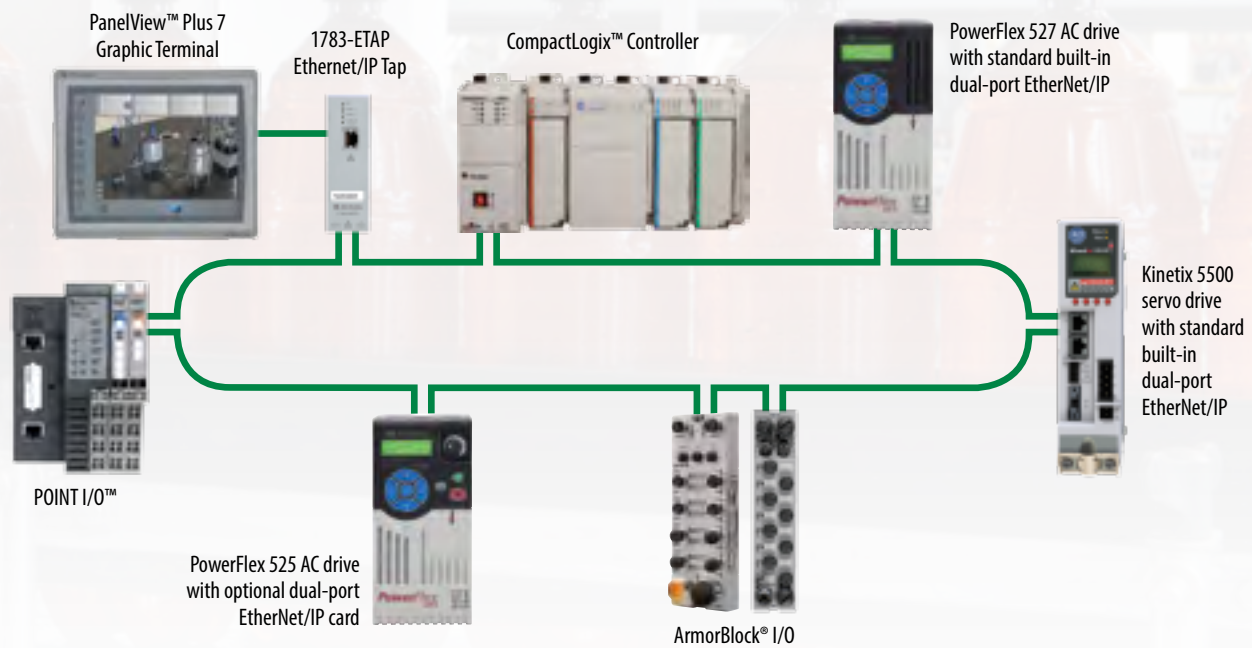 PanelView™ Plus 7
Graphic Terminal
1783-ETAP
Ethernet/IP Tap
CompactLogix™ Controller
PowerFlex 527 AC drive
with standard built-in
dual-port EtherNet/IP
Kinetix 5500
servo drive
with standard
built-in
dual-port
EtherNet/IP
POINT I/O™
PowerFlex 525 AC drive
with optional dual-port
EtherNet/IP card
ArmorBlock® I/O
PowerFlex
PowerFlex